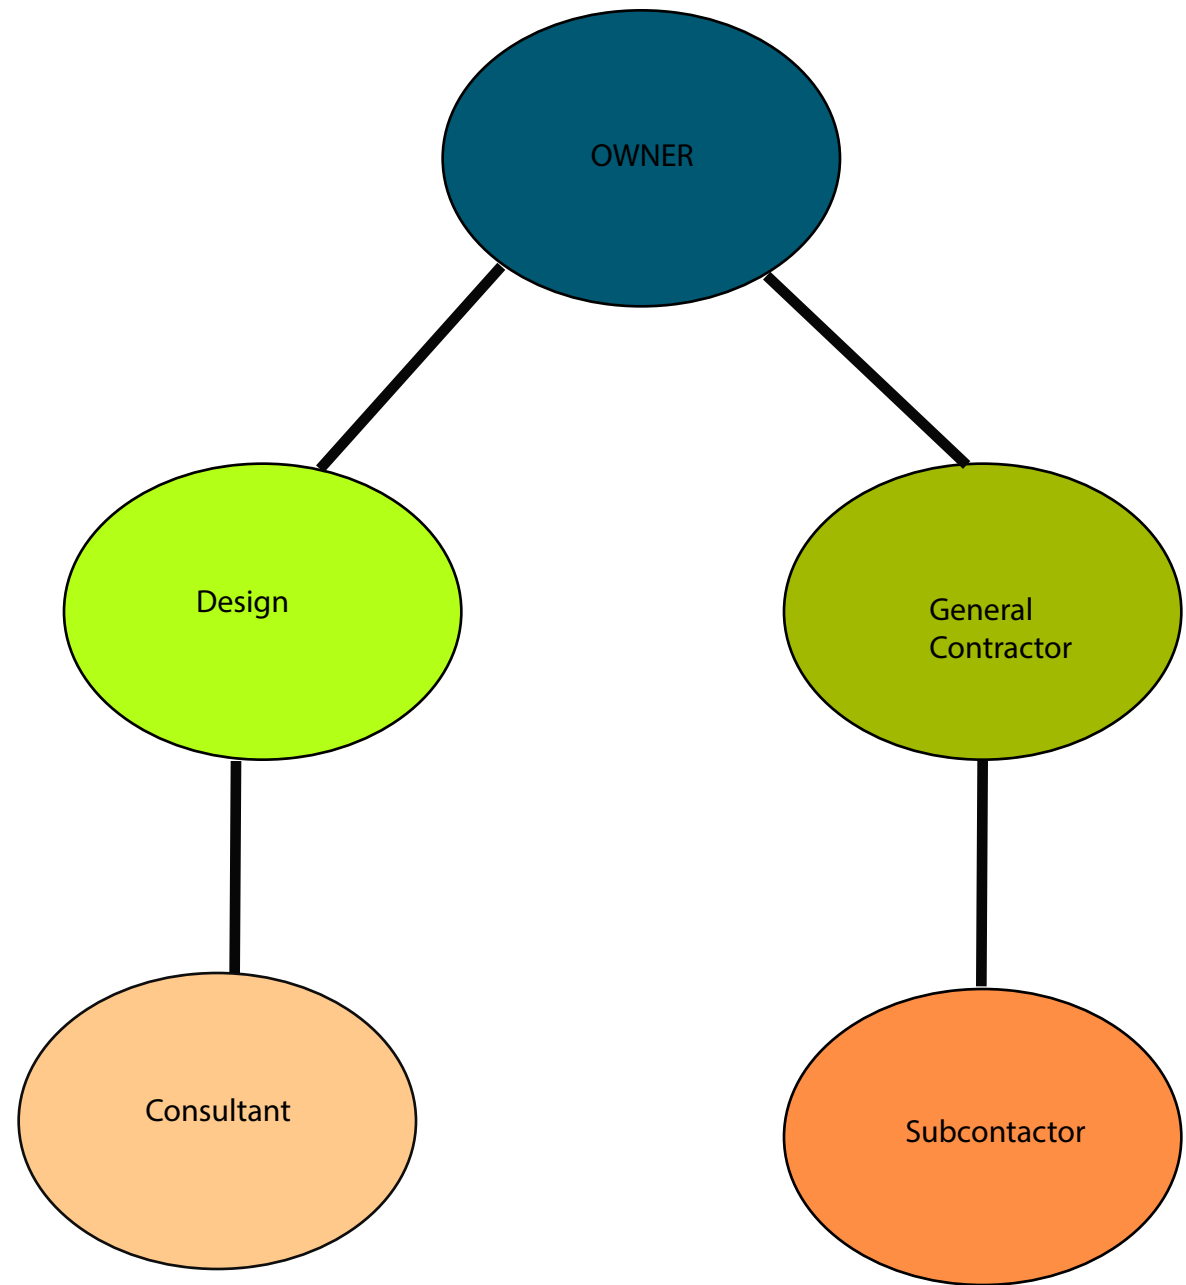 OWNER
Design
General
Contractor
Consultant
Subcontactor